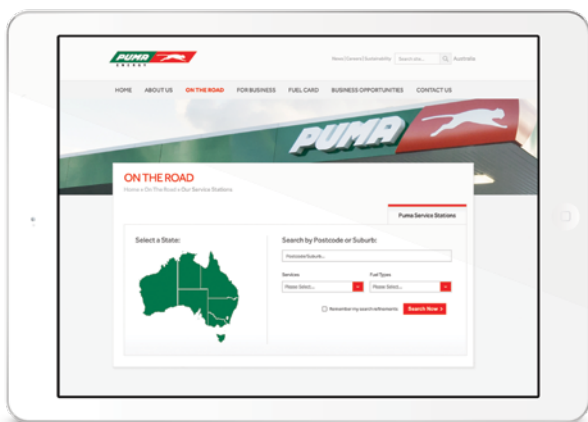 PUMA
ENERGY
News | Careers | Sustainability Search site... Australia
HOME ABOUT US ON THE ROAD FOR BUSINESS FUEL CARD BUSINESS OPPORTUNITIES CONTACT US
PUMA
ON THE ROAD
Home » On The Road » Our Service Stations
Puma Service Stations
Select a State:
Search by Postcode or Suburb:
Postcode/Suburb...
Services Fuel Types
Please Select... Please Select...
Remember my search refinements Search Now >